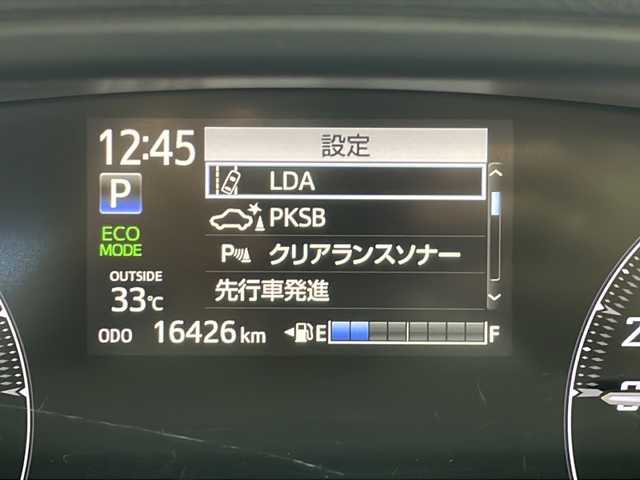 設定
12:45
LDA
P
PKSB
ECO
MODE
P クリアランスソナー
OUTSIDE
33℃
先行車発進
ODO 16426 km
E F
2